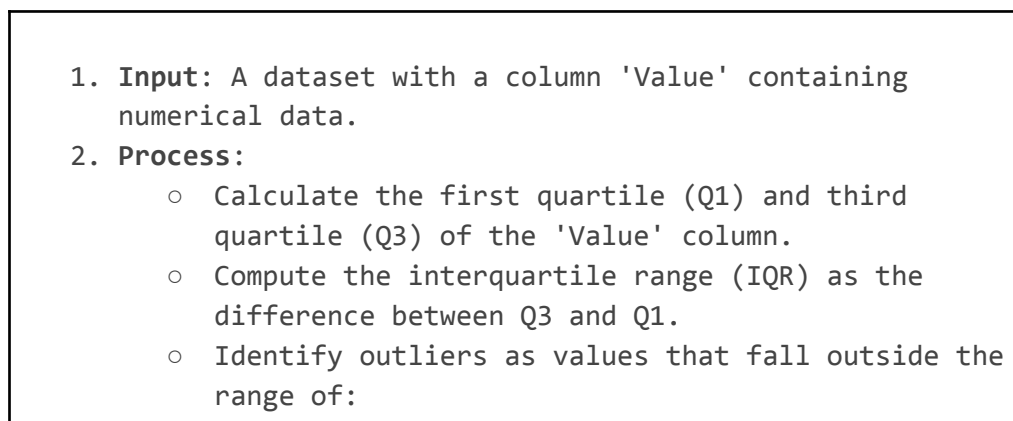 1. Input: A dataset with a column 'Value' containing
numerical data.
2. Process:
○ Calculate the first quartile (Q1) and third
quartile (Q3) of the 'Value' column.
○ Compute the interquartile range (IQR) as the
difference between Q3 and Q1.
○ Identify outliers as values that fall outside the
range of: